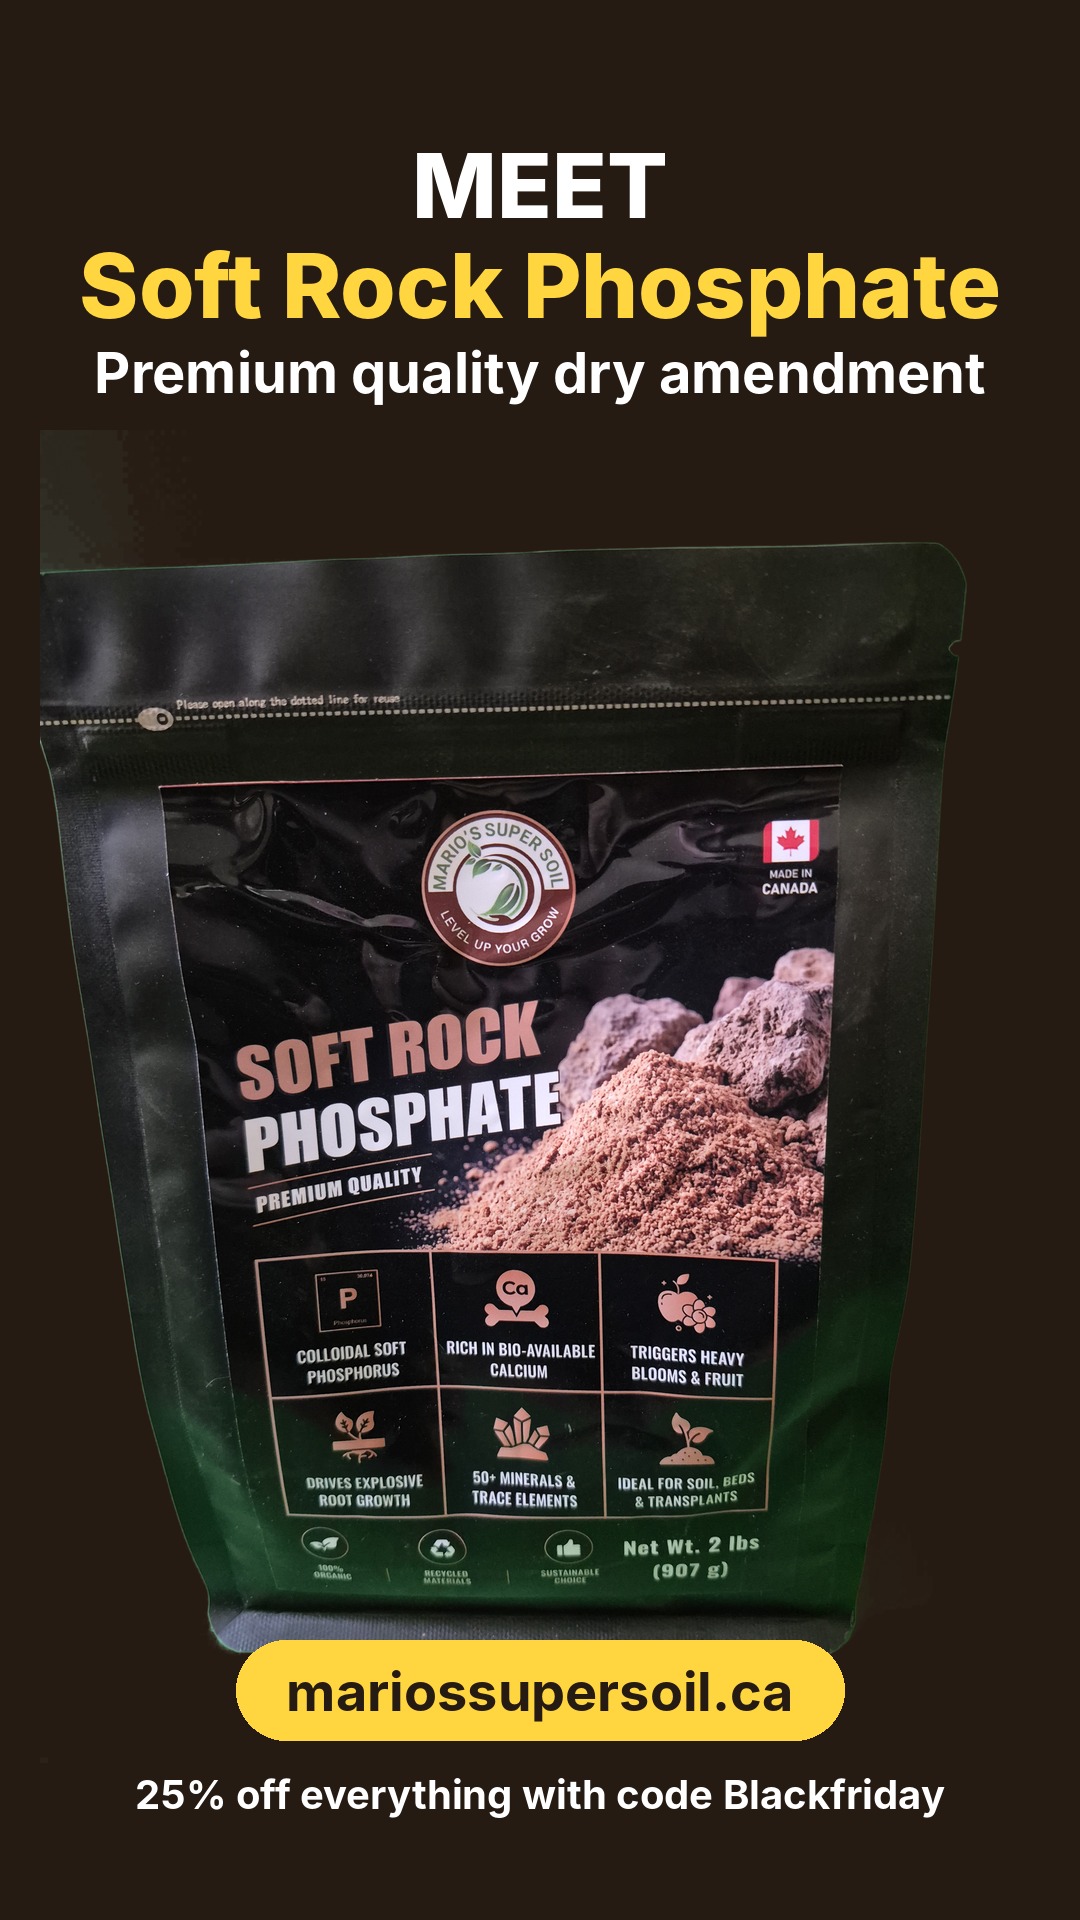 MEET
Soft Rock Phosphate
Premium quality dry amendment
Please open along the dotted line for reuse
MARIO'S SUPER SOIL
LEVEL UP YOUR GROW
MADE IN
CANADA
SOFT ROCK
PHOSPHATE
PREMIUM QUALITY
P
Phosphorus
COLLOIDAL SOFT
PHOSPHORUS
Ca
RICH IN BIO-AVAILABLE
CALCIUM
TRIGGERS HEAVY
BLOOMS & FRUIT
DRIVES EXPLOSIVE
ROOT GROWTH
50+ MINERALS &
TRACE ELEMENTS
IDEAL FOR SOIL, BEDS
& TRANSPLANTS
100%
ORGANIC
RECYCLED
MATERIALS
SUSTAINABLE
CHOICE
Net Wt. 2 lbs
(907 g)
mariossupersoil.ca
25% off everything with code Blackfriday